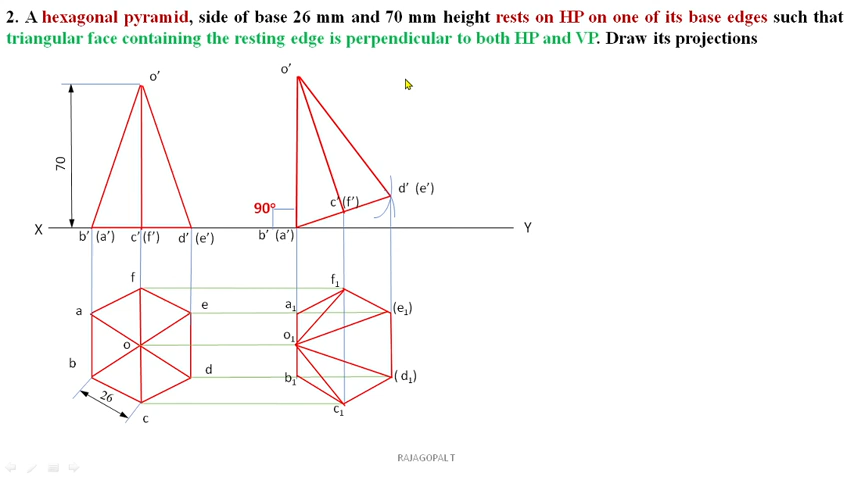 2. A hexagonal pyramid, side of base 26 mm and 70 mm height rests on HP on one of its base edges such that
triangular face containing the resting edge is perpendicular to both HP and VP. Draw its projections
o' o'
70
d' (e')
90° c' (f')
X b' (a') c' (f') d' (e') b' (a') Y
f f₁
a e a₁ (e₁)
o o₁
b d b₁ (d₁)
26
c c₁
RAJAGOPAL T